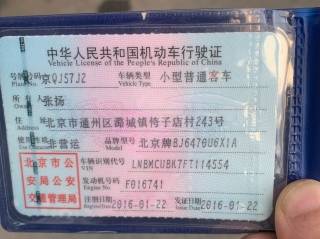 中华人民共和国机动车行驶证
Vehicle License of the People's Republic of China
号牌号码 京QJ57J2 车辆类型 小型普通客车
Vehicle Type
所有人 张扬
住址 北京市通州区潞城镇侉子店村243号
使用性质 非营运 品牌型号 北京牌BJ6470U6X1A
北京市公 车辆识别代号 LNBMCUBK7FT114554
VIN
安局公安 发动机号码 F016741
Engine No.
交通管理局 注册日期 2016-01-22 发证日期 2016-01-22